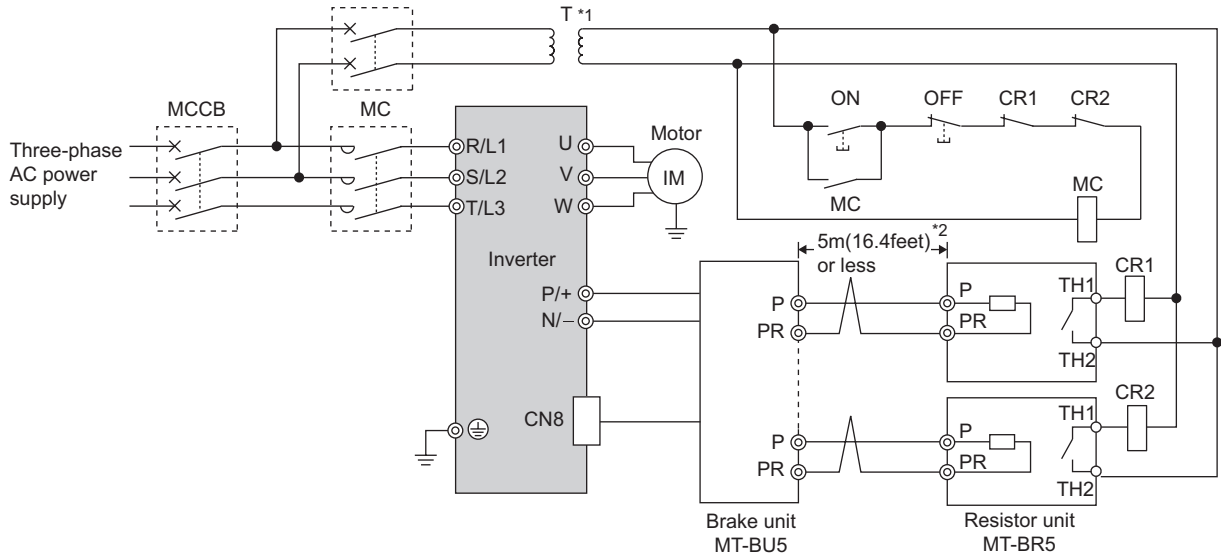 T *1
MCCB
MC
ON
OFF
CR1
CR2
Three-phase
AC power
supply
R/L1
S/L2
T/L3
U
V
W
Motor
IM
MC
MC
Inverter
5m(16.4feet)*2
or less
P/+
N/−
P
PR
P
PR
TH1
TH2
CR1
CN8
P
PR
P
PR
TH1
TH2
CR2
Brake unit
MT-BU5
Resistor unit
MT-BR5